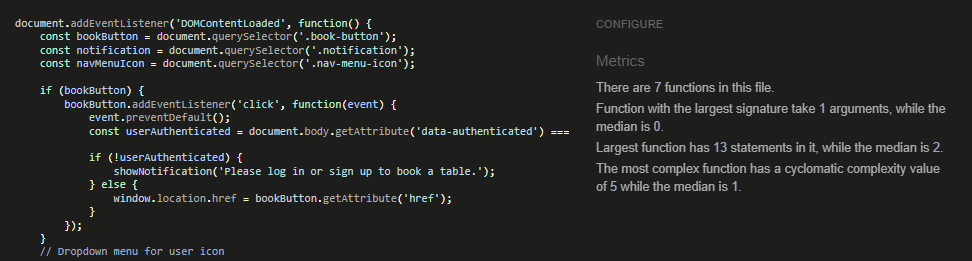 document.addEventListener('DOMContentLoaded', function() {
    const bookButton = document.querySelector('.book-button');
    const notification = document.querySelector('.notification');
    const navMenuIcon = document.querySelector('.nav-menu-icon');

    if (bookButton) {
        bookButton.addEventListener('click', function(event) {
            event.preventDefault();
            const userAuthenticated = document.body.getAttribute('data-authenticated') ===

            if (!userAuthenticated) {
                showNotification('Please log in or sign up to book a table.');
            } else {
                window.location.href = bookButton.getAttribute('href');
            }
        });
    }
    // Dropdown menu for user icon
CONFIGURE
Metrics
There are 7 functions in this file.
Function with the largest signature take 1 arguments, while the
median is 0.
Largest function has 13 statements in it, while the median is 2.
The most complex function has a cyclomatic complexity value
of 5 while the median is 1.